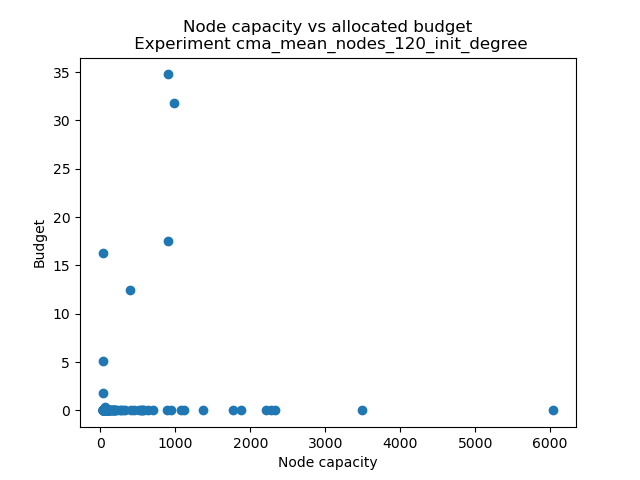 Node capacity vs allocated budget
Experiment cma_mean_nodes_120_init_degree
35
30
25
20
15
10
5
0
Budget
0 1000 2000 3000 4000 5000 6000
Node capacity